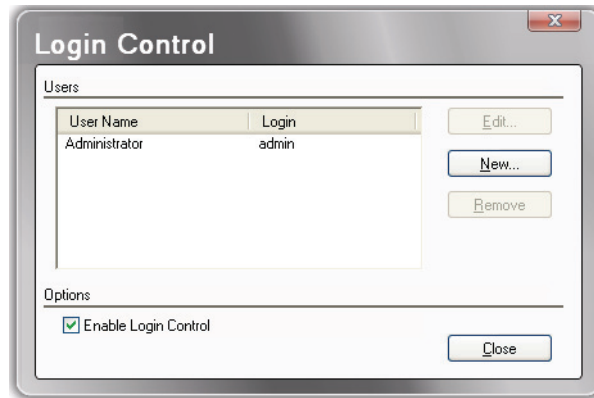 Login Control
Users
User Name Login
Administrator admin
Edit...
New...
Remove
Options
Enable Login Control
Close